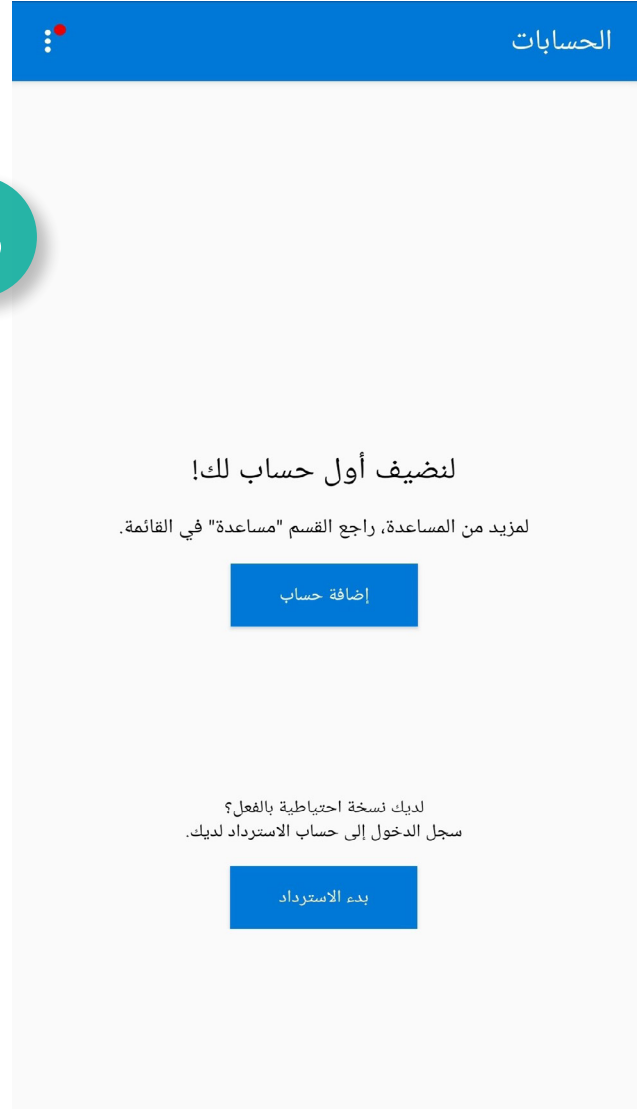 الحسابات
لنضيف أول حساب لك!
لمزيد من المساعدة، راجع القسم "مساعدة" في القائمة.
إضافة حساب
لديك نسخة احتياطية بالفعل؟
سجل الدخول إلى حساب الاسترداد لديك.
بدء الاسترداد